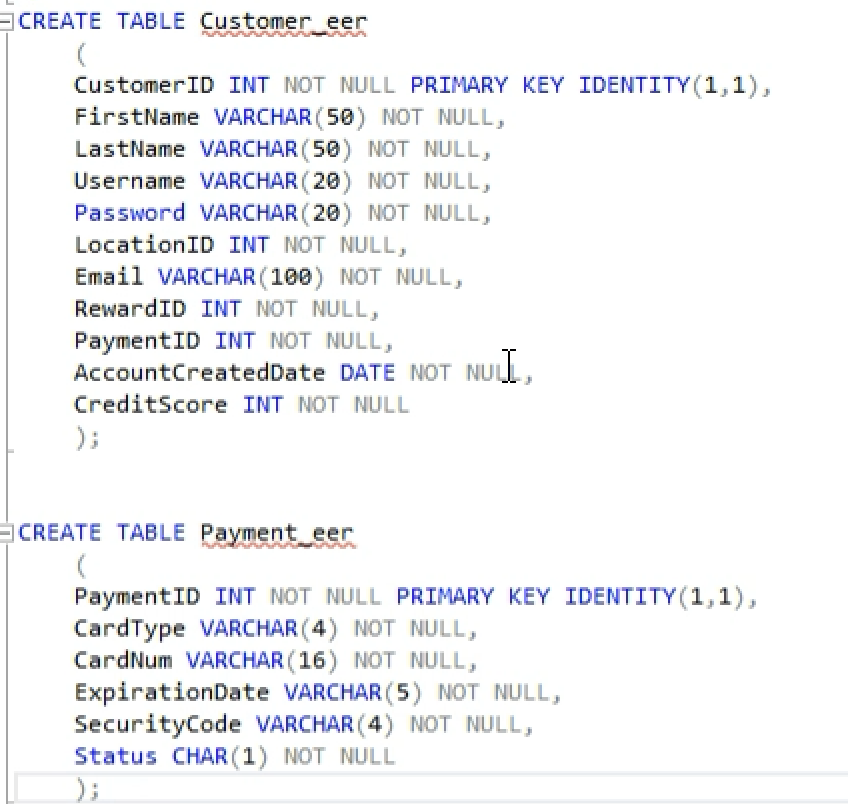 CREATE TABLE Customer_eer
(
CustomerID INT NOT NULL PRIMARY KEY IDENTITY(1,1),
FirstName VARCHAR(50) NOT NULL,
LastName VARCHAR(50) NOT NULL,
Username VARCHAR(20) NOT NULL,
Password VARCHAR(20) NOT NULL,
LocationID INT NOT NULL,
Email VARCHAR(100) NOT NULL,
RewardID INT NOT NULL,
PaymentID INT NOT NULL,
AccountCreatedDate DATE NOT NULL,
CreditScore INT NOT NULL
);
CREATE TABLE Payment_eer
(
PaymentID INT NOT NULL PRIMARY KEY IDENTITY(1,1),
CardType VARCHAR(4) NOT NULL,
CardNum VARCHAR(16) NOT NULL,
ExpirationDate VARCHAR(5) NOT NULL,
SecurityCode VARCHAR(4) NOT NULL,
Status CHAR(1) NOT NULL
);